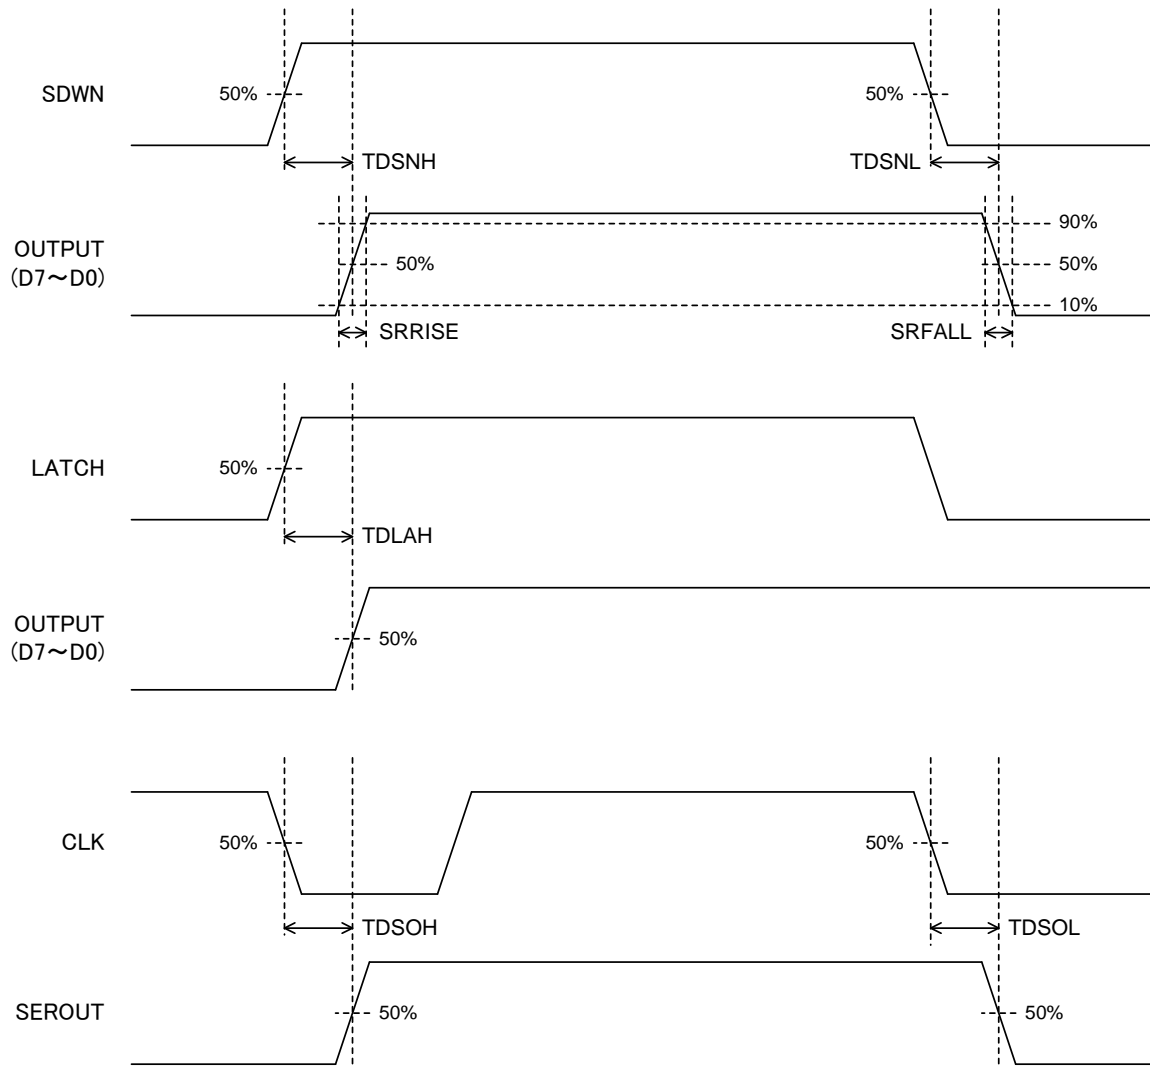 SDWN
50%
50%
TDSNH
TDSNL
OUTPUT
(D7～D0)
90%
50%
50%
10%
SRRISE
SRFALL
LATCH
50%
TDLAH
OUTPUT
(D7～D0)
50%
CLK
50%
50%
TDSOH
TDSOL
SEROUT
50%
50%